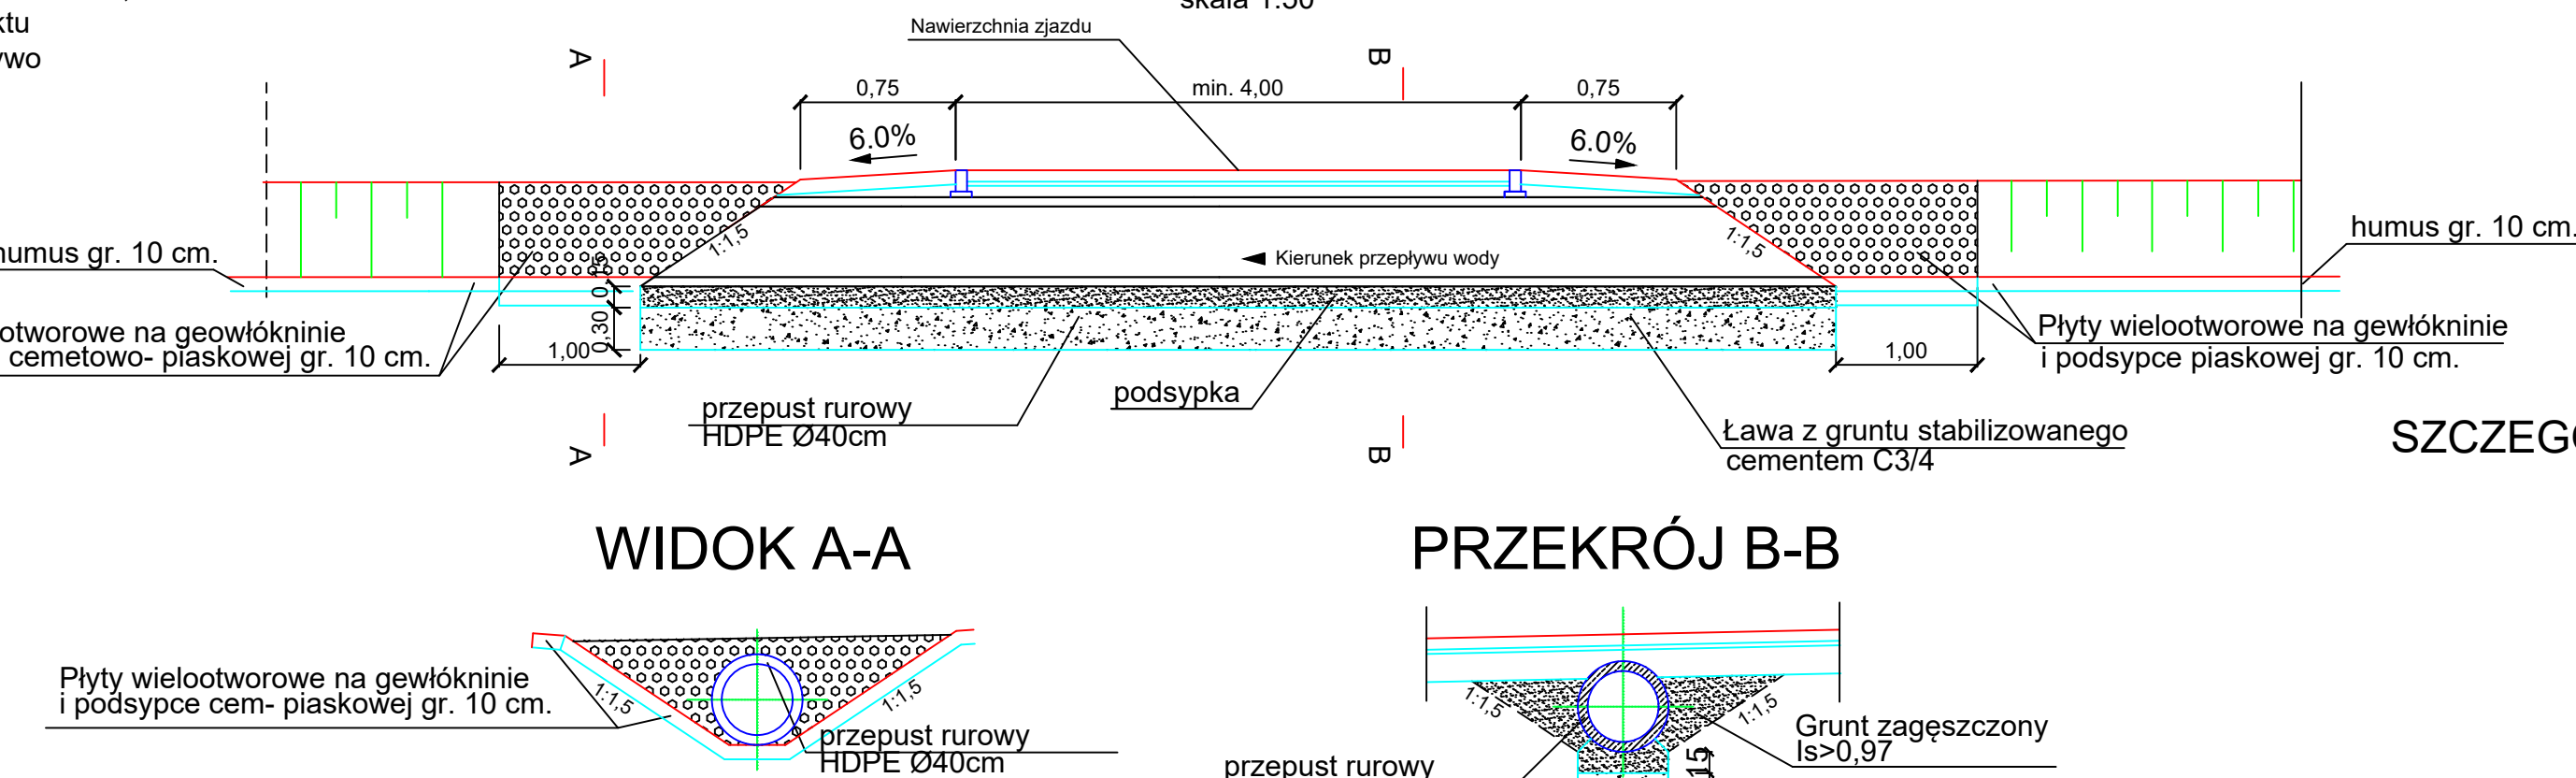 skala 1:50
ktu
wo
Nawierzchnia zjazdu
A
B
0,75
min. 4,00
0,75
6.0%
6.0%
humus gr. 10 cm.
1:1,5
Kierunek przepływu wody
1:1,5
humus gr. 10 cm.
0,15
0,30
otworowe na geowłókninie
cemetowo- piaskowej gr. 10 cm.
1,00
1,00
Płyty wielootworowe na gewłókninie
i podsypce piaskowej gr. 10 cm.
przepust rurowy
HDPE Ø40cm
podsypka
Ława z gruntu stabilizowanego
cementem C3/4
A
B
SZCZEGÓ
WIDOK A-A
PRZEKRÓJ B-B
Płyty wielootworowe na gewłókninie
i podsypce cem- piaskowej gr. 10 cm.
1:1,5
1:1,5
przepust rurowy
HDPE Ø40cm
1:1,5
1:1,5
Grunt zagęszczony
Is>0,97
przepust rurowy
15